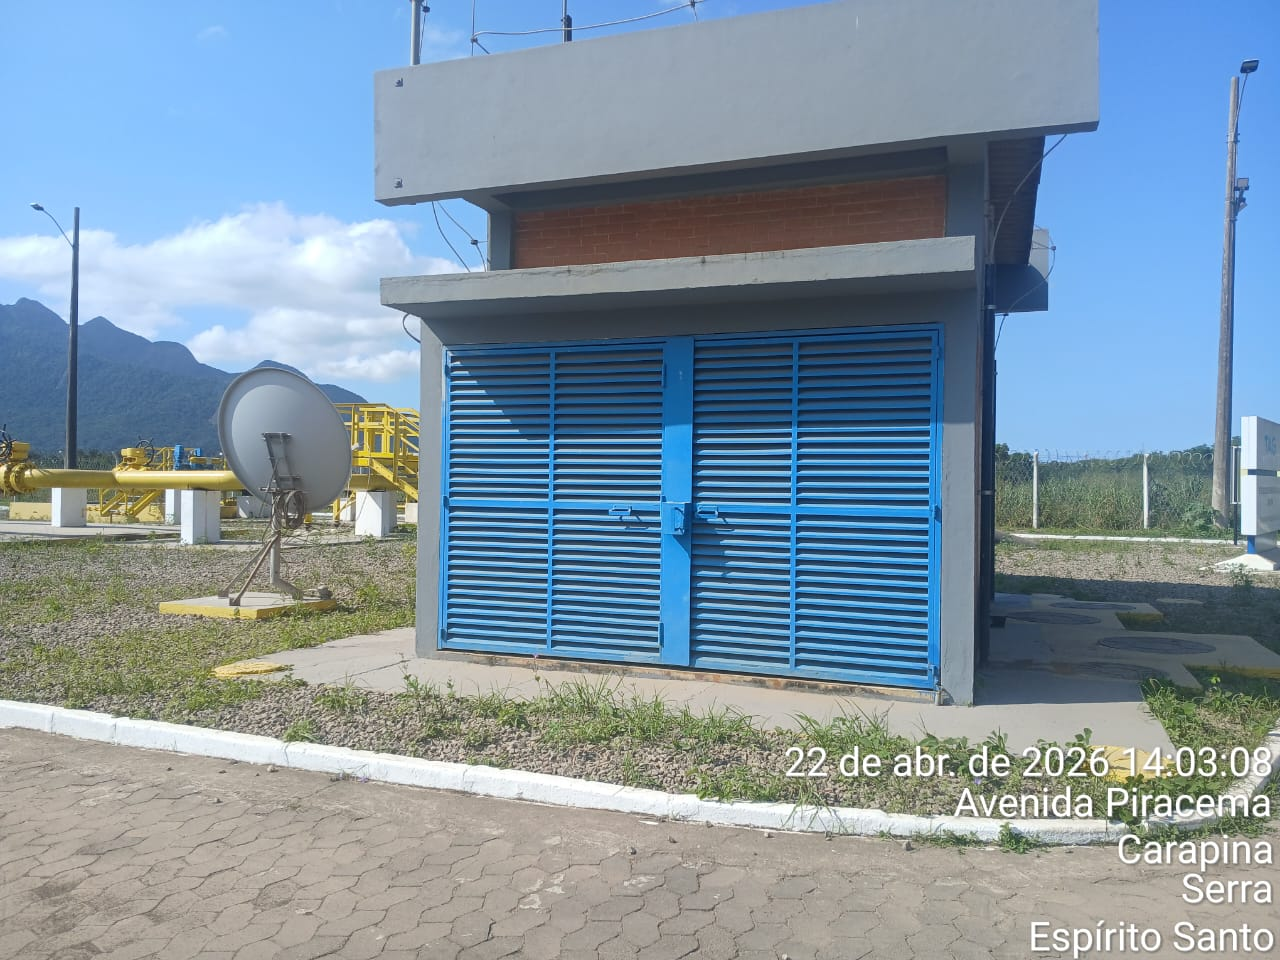 22 de abr. de 2026 14:03:08
Avenida Piracema
Carapina
Serra
Espírito Santo